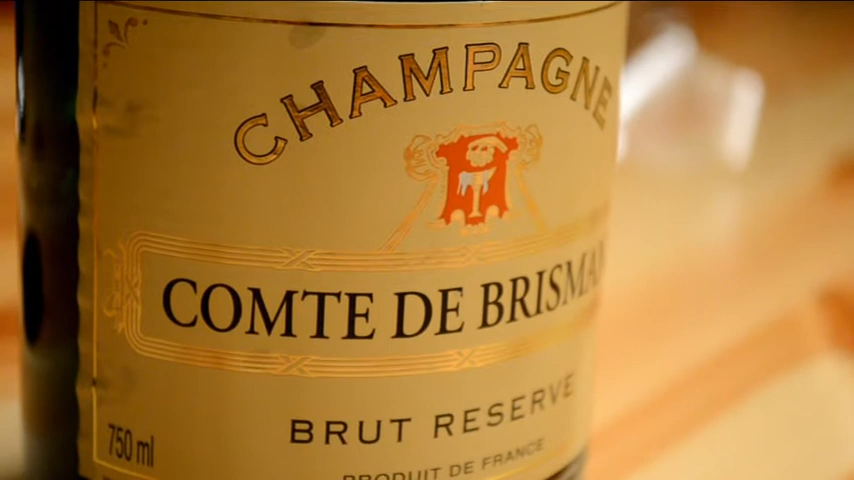 CHAMPAGNE
COMTE DE BRISMA
BRUT RESERVE
750 ml
PRODUIT DE FRANCE